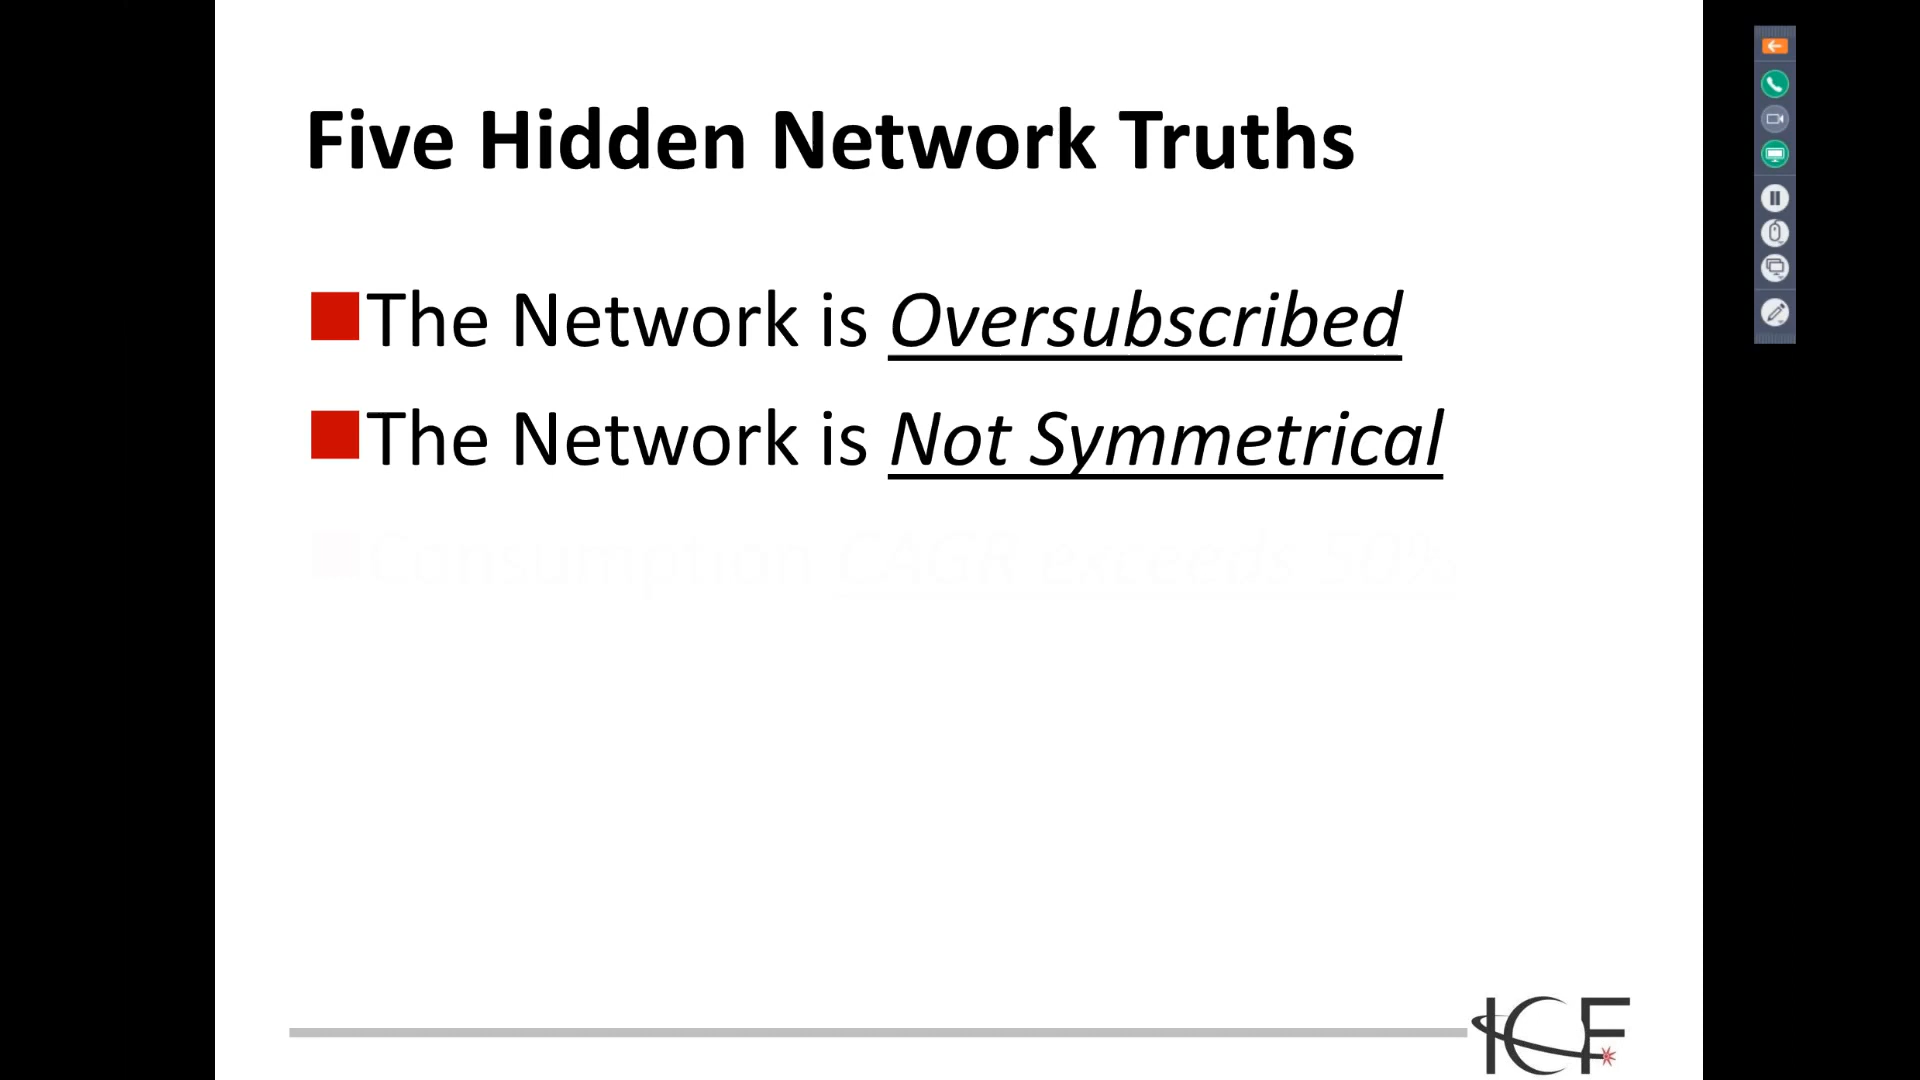 Five Hidden Network Truths
The Network is Oversubscribed
The Network is Not Symmetrical
Consumption CAGR exceeds 50%
ICF